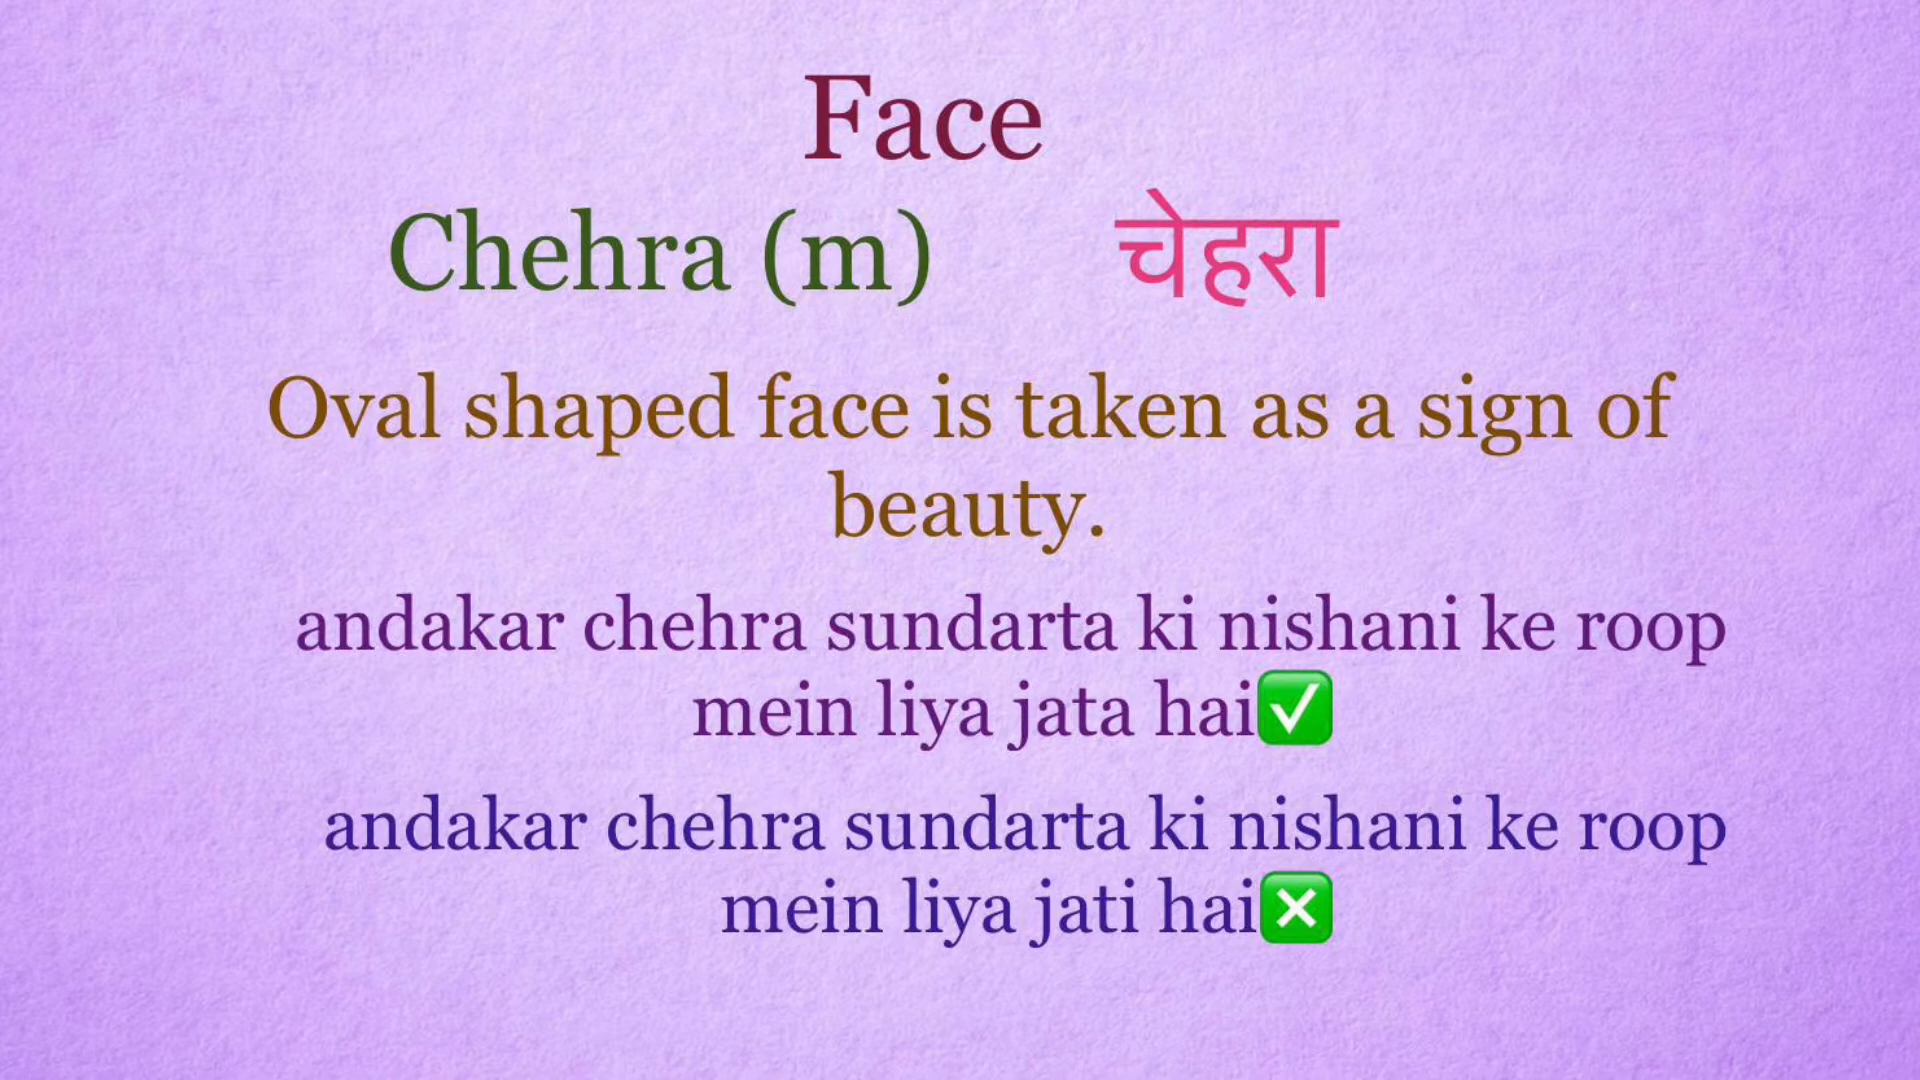 Face
Chehra (m) चेहरा
Oval shaped face is taken as a sign of
beauty.
andakar chehra sundarta ki nishani ke roop
mein liya jata hai✅
andakar chehra sundarta ki nishani ke roop
mein liya jati hai❎